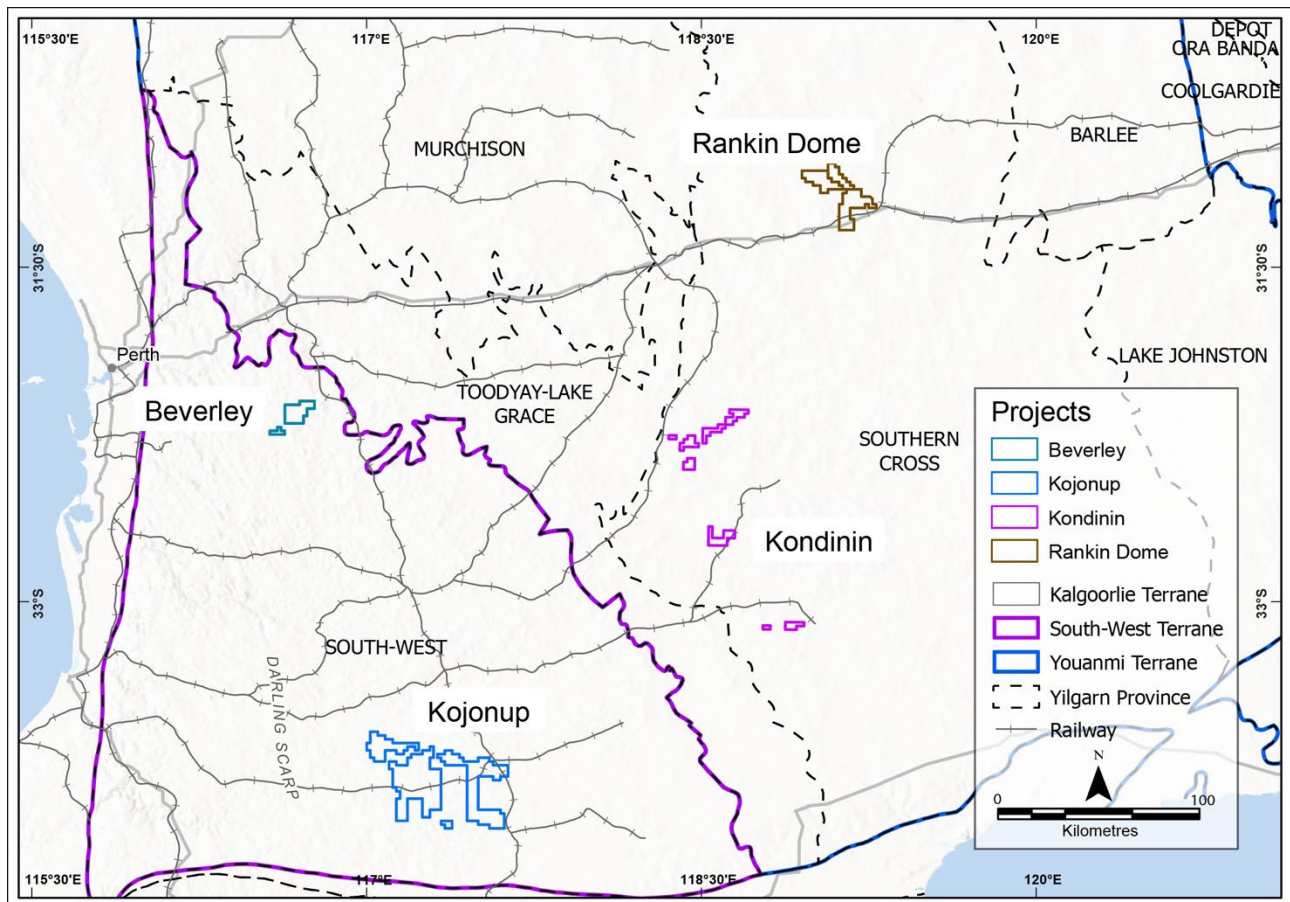 115°30'E
117°E
118°30'E
120°E
DEPOT
ORA BANDA
COOLGARDIE
BARLEE
MURCHISON
Rankin Dome
31°30'S
31°30'S
Perth
LAKE JOHNSTON
TOODYAY-LAKE
GRACE
Beverley
SOUTHERN
CROSS
Kondinin
33°S
33°S
SOUTH-WEST
DARLING SCARP
Kojonup
Projects
Beverley
Kojonup
Kondinin
Rankin Dome
Kalgoorlie Terrane
South-West Terrane
Youanmi Terrane
Yilgarn Province
Railway
N
0
100
Kilometres
115°30'E
117°E
118°30'E
120°E